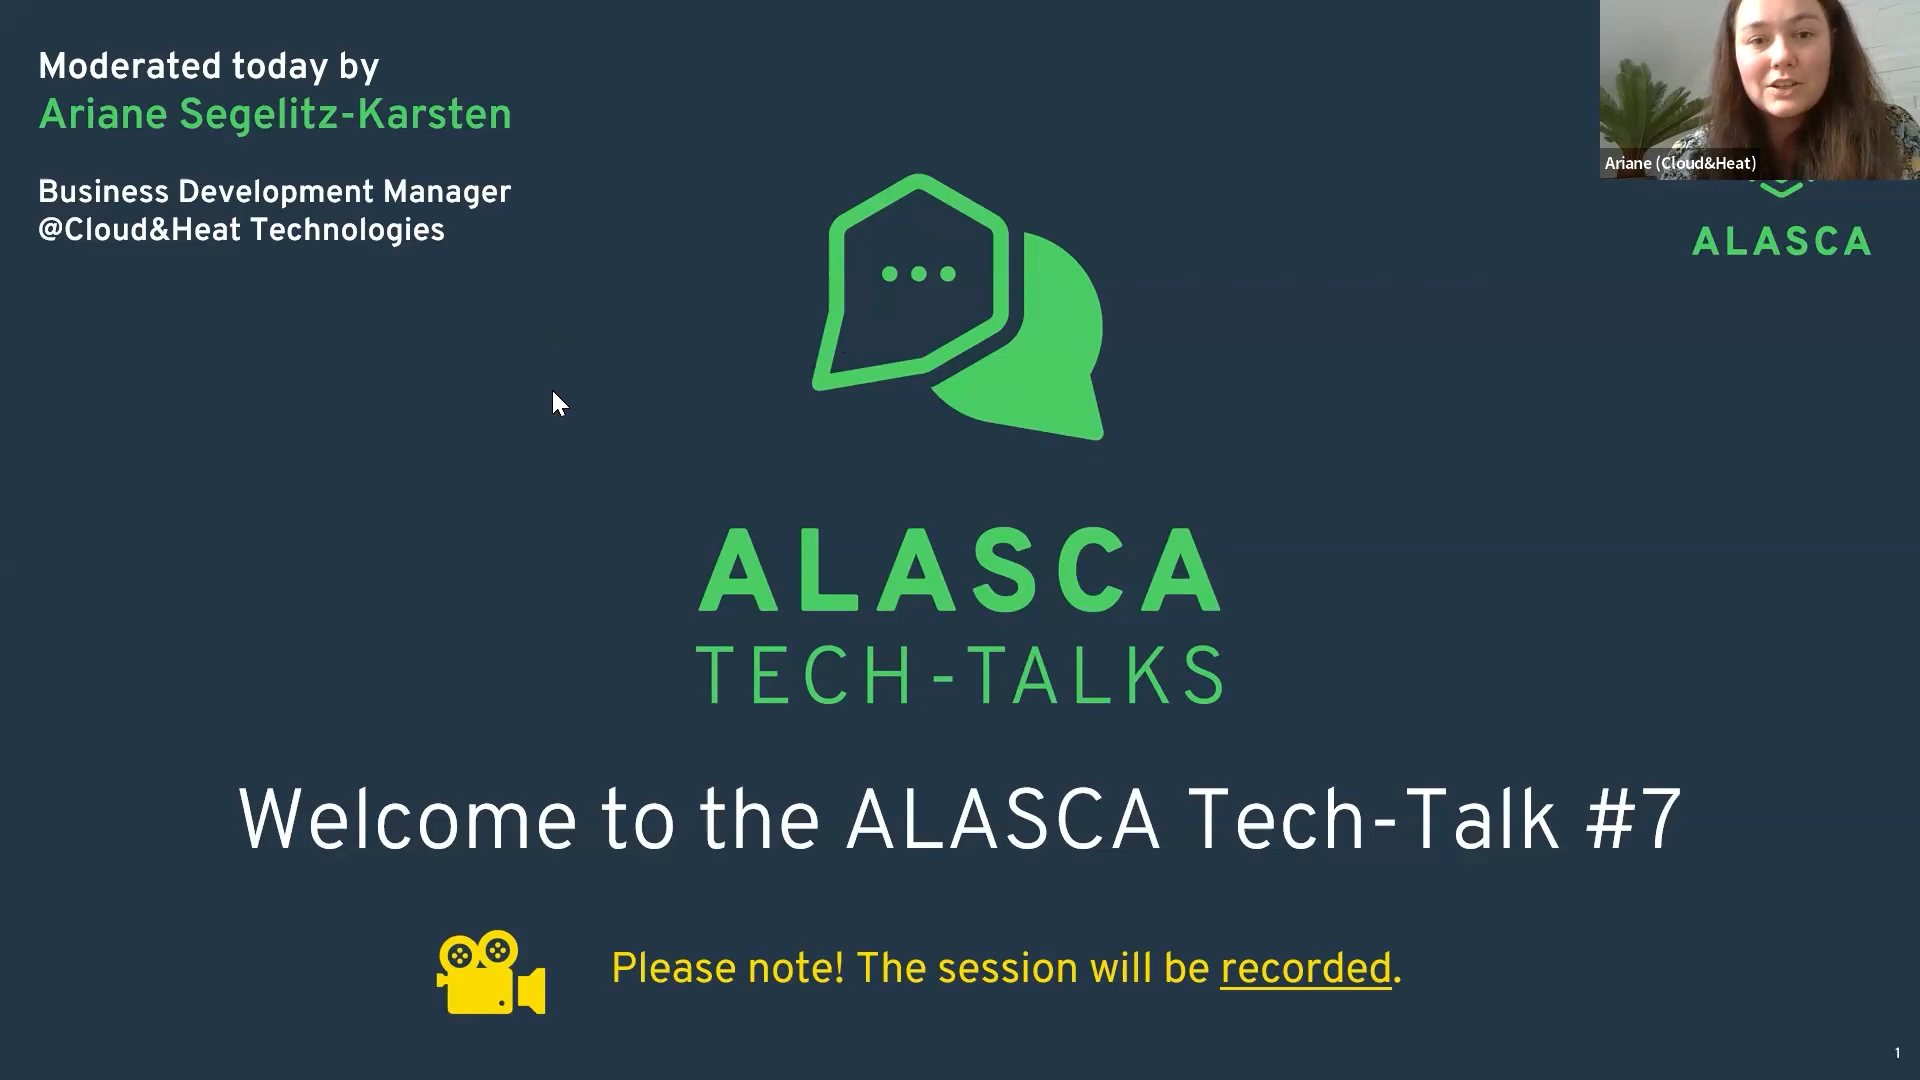 Moderated today by
Ariane Segelitz-Karsten
Business Development Manager
@Cloud&Heat Technologies
Ariane (Cloud&Heat)
ALASCA
ALASCA
TECH-TALKS
Welcome to the ALASCA Tech-Talk #7
Please note! The session will be recorded.
1